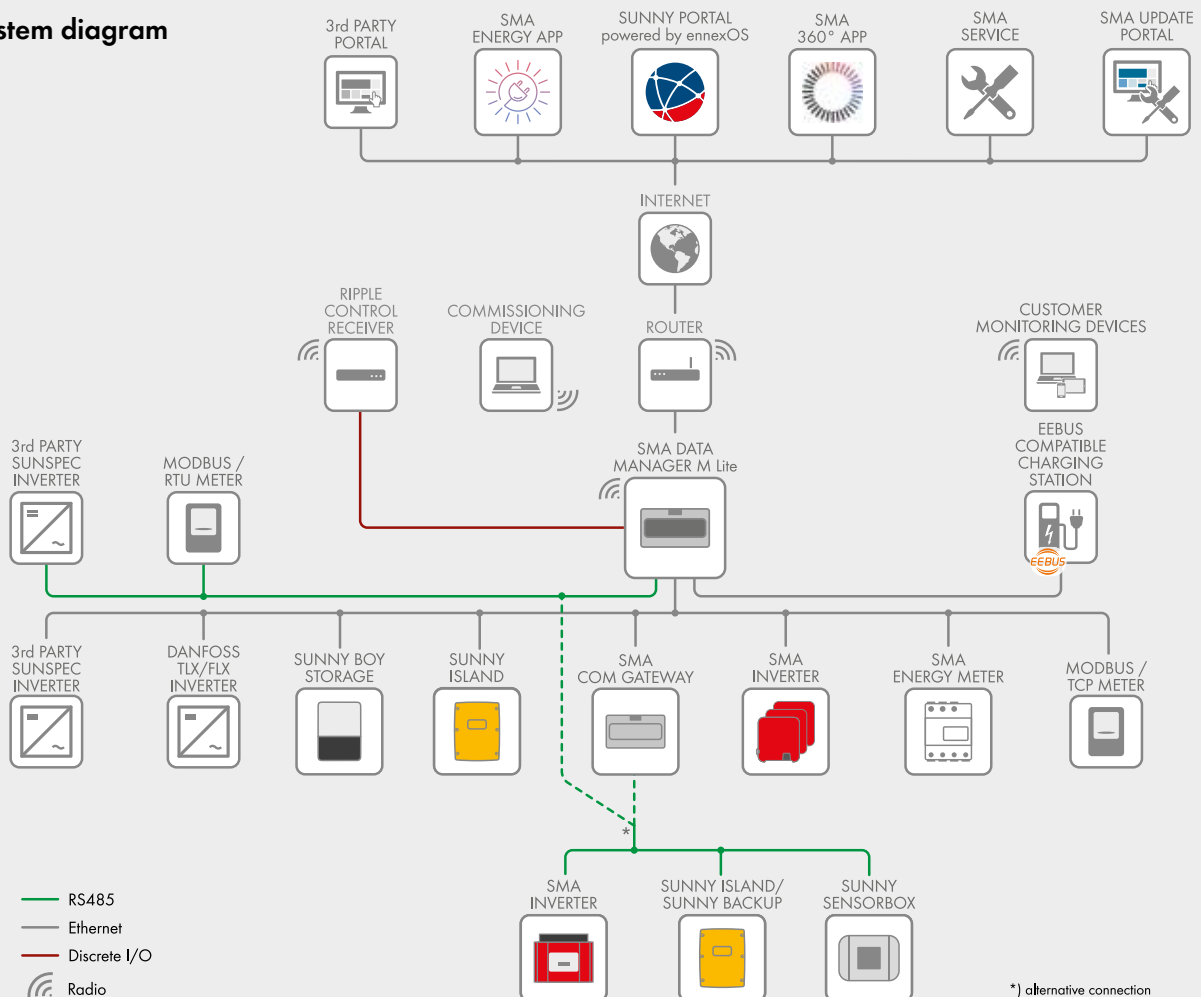 stem diagram
3rd PARTY
PORTAL
SMA
ENERGY APP
SUNNY PORTAL
powered by ennexOS
SMA
360° APP
SMA
SERVICE
SMA UPDATE
PORTAL
INTERNET
RIPPLE
CONTROL
RECEIVER
COMMISSIONING
DEVICE
ROUTER
CUSTOMER
MONITORING DEVICES
3rd PARTY
SUNSPEC
INVERTER
MODBUS /
RTU METER
SMA DATA
MANAGER M Lite
EEBUS
COMPATIBLE
CHARGING
STATION
EEBUS
3rd PARTY
SUNSPEC
INVERTER
DANFOSS
TLX/FLX
INVERTER
SUNNY BOY
STORAGE
SUNNY
ISLAND
SMA
COM GATEWAY
SMA
INVERTER
SMA
ENERGY METER
MODBUS /
TCP METER
*
SMA
INVERTER
SUNNY ISLAND/
SUNNY BACKUP
SUNNY
SENSORBOX
RS485
Ethernet
Discrete I/O
Radio
*) alternative connection